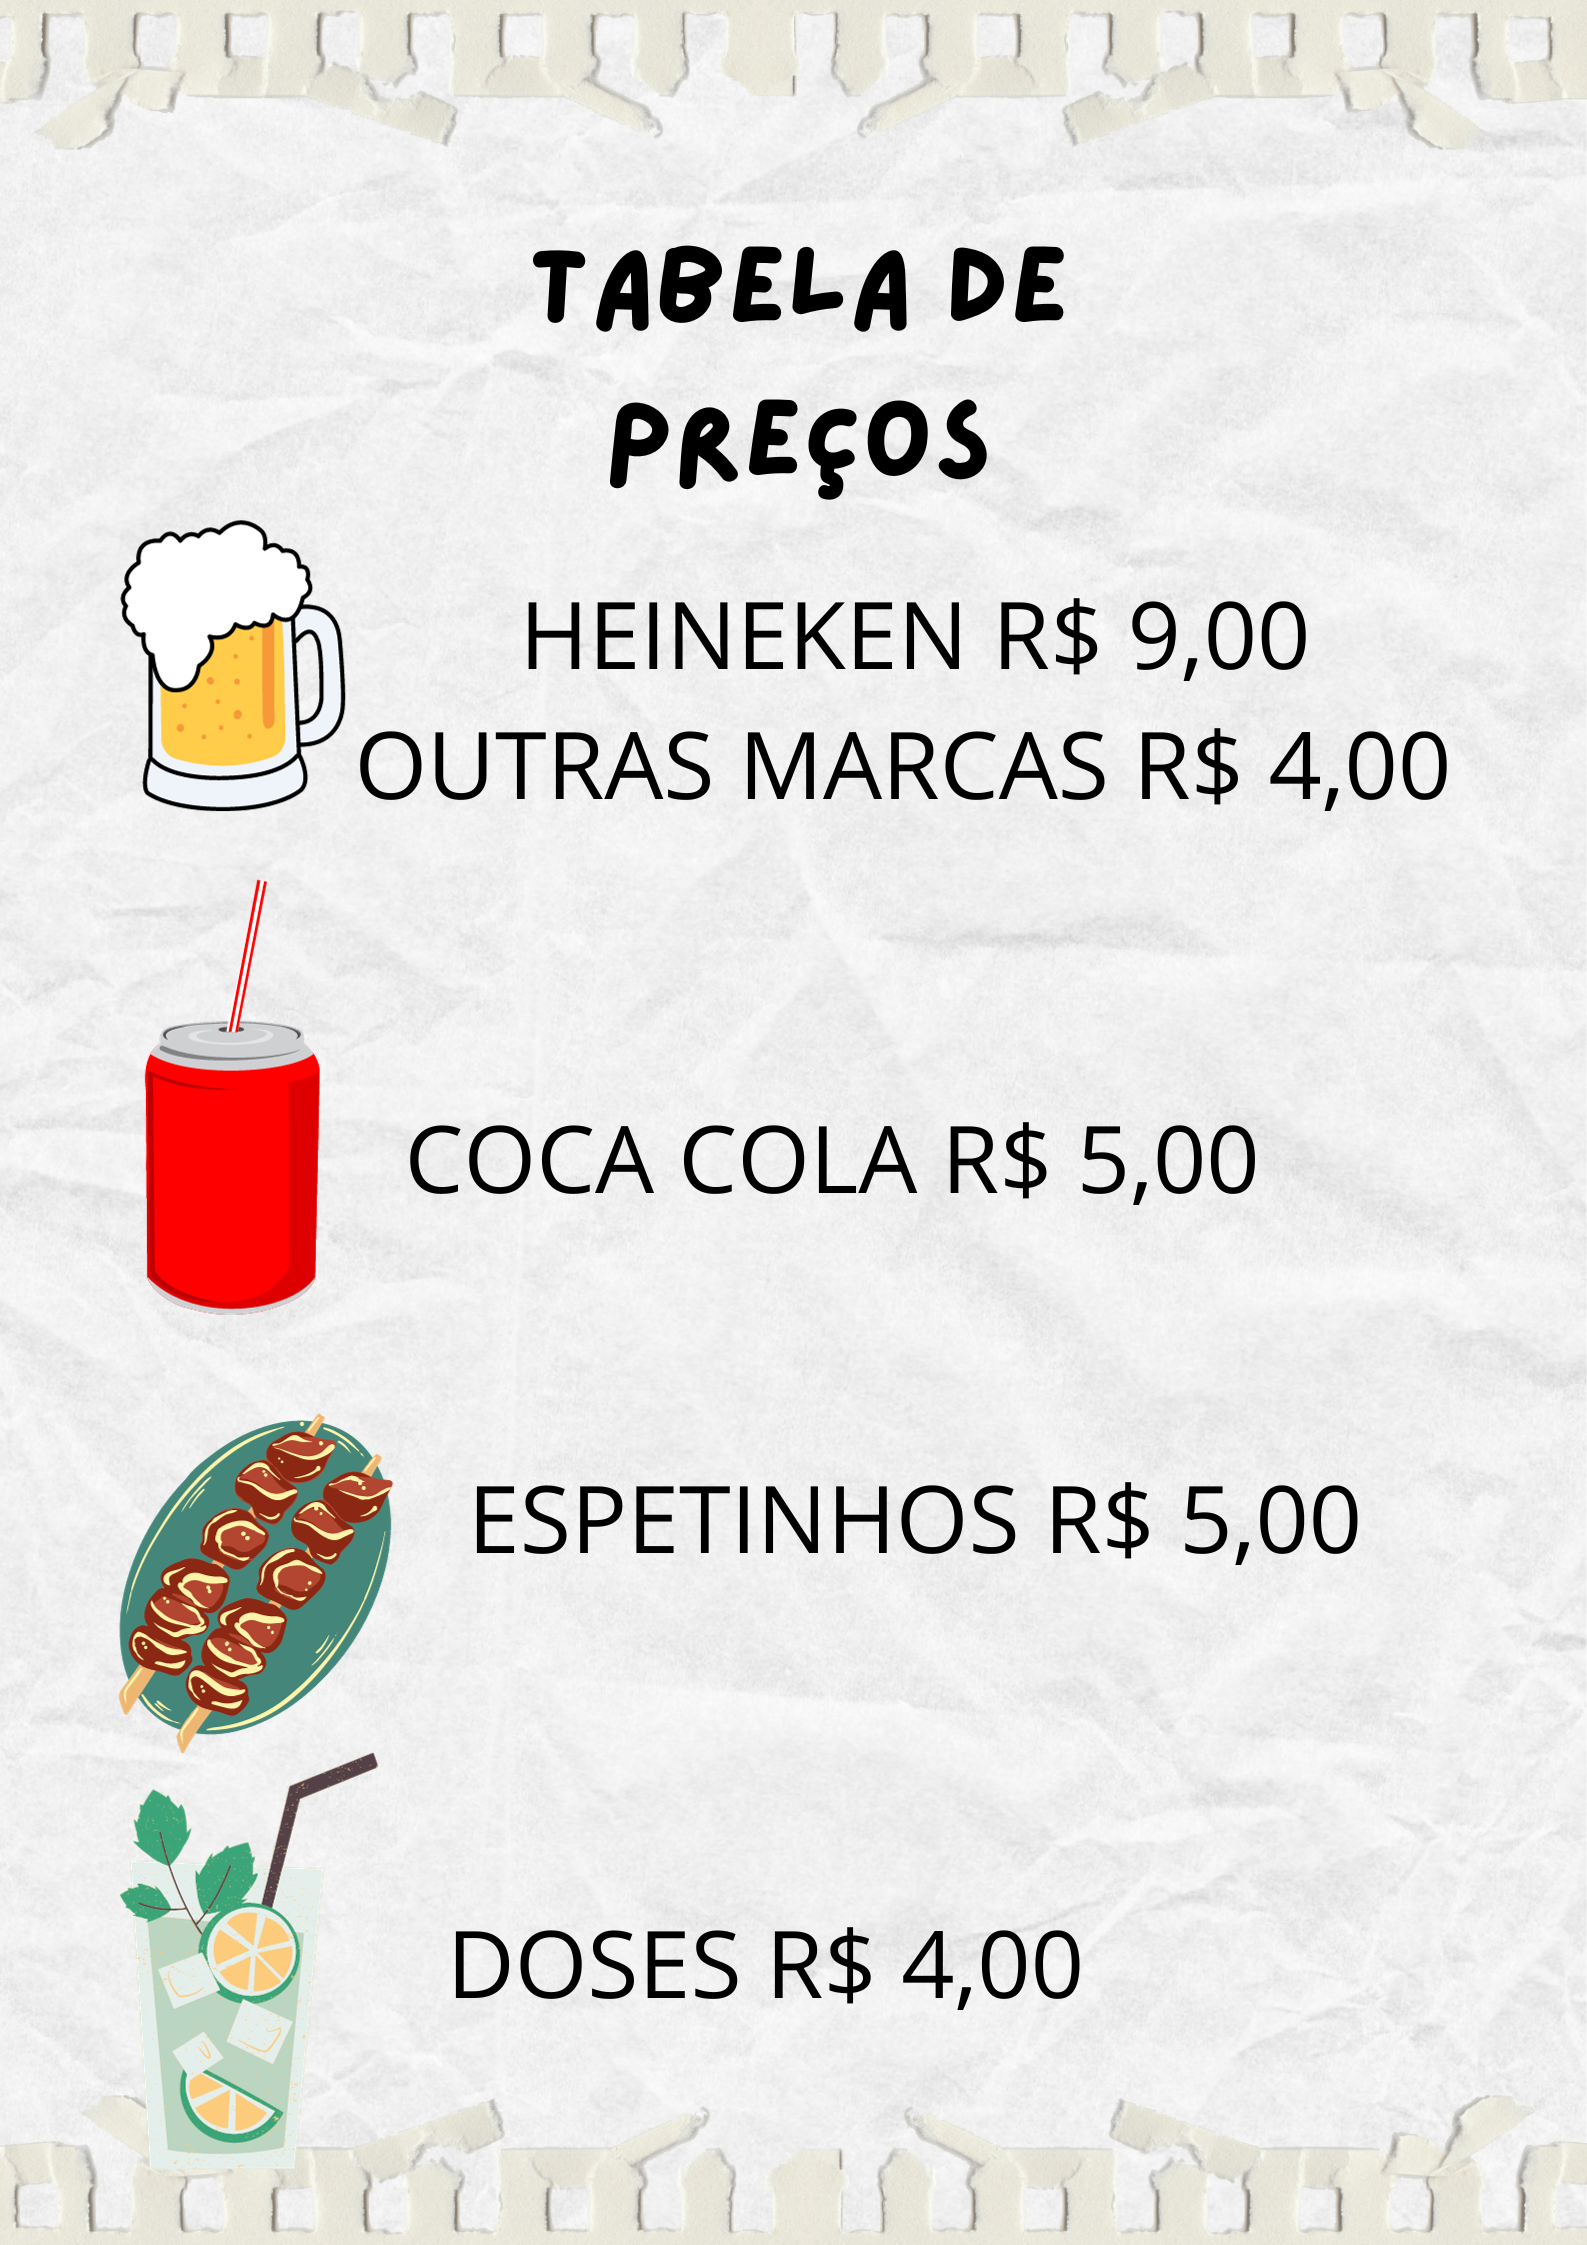 TABELA DE
PREÇOS
HEINEKEN R$ 9,00
OUTRAS MARCAS R$ 4,00
COCA COLA R$ 5,00
ESPETINHOS R$ 5,00
DOSES R$ 4,00